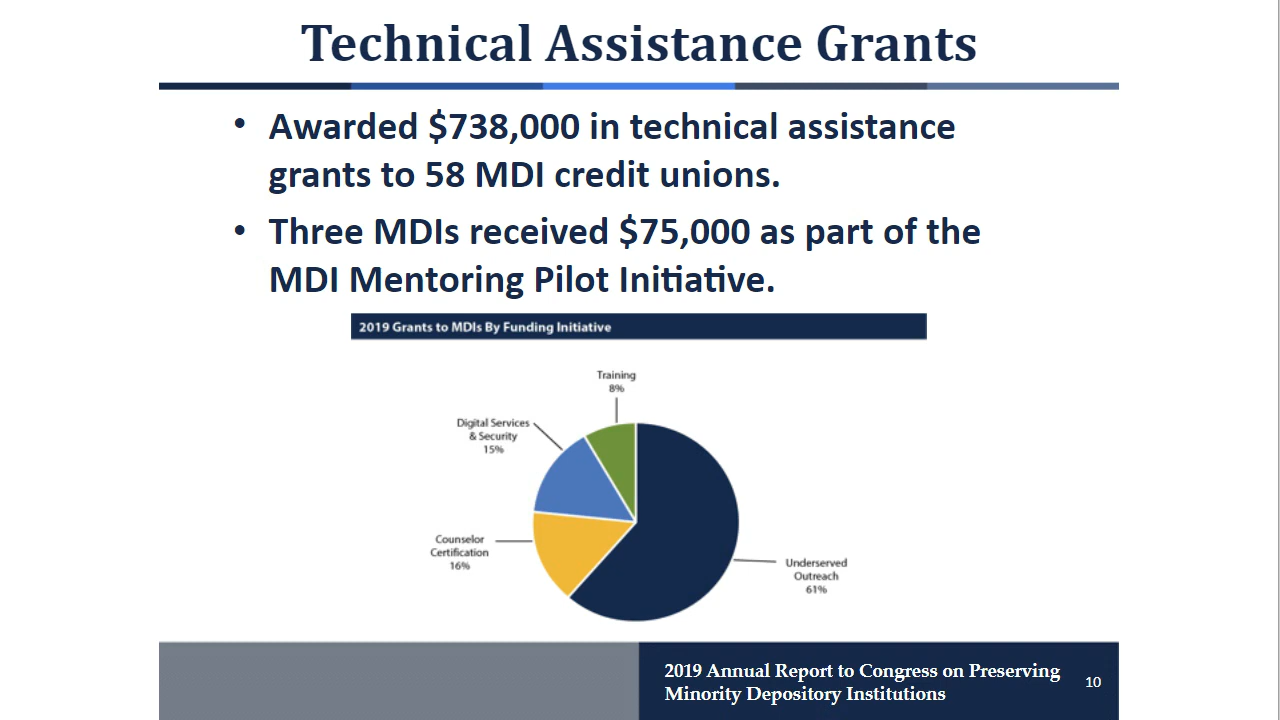 Technical Assistance Grants
• Awarded $738,000 in technical assistance
grants to 58 MDI credit unions.
• Three MDIs received $75,000 as part of the
MDI Mentoring Pilot Initiative.
2019 Grants to MDIs By Funding Initiative
Training
8%
Digital Services
& Security
15%
Counselor
Certification
16%
Underserved
Outreach
61%
2019 Annual Report to Congress on Preserving
Minority Depository Institutions
10